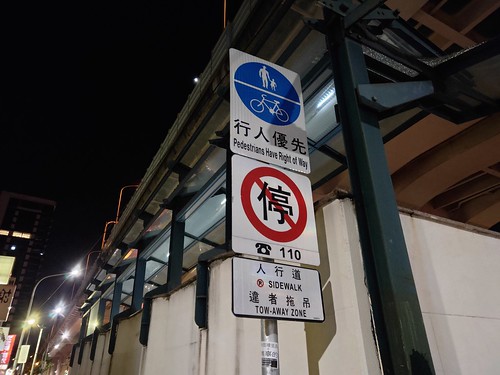 行人優先
Pedestrians Have Right of Way
停
110
人行道
SIDEWALK
違者拖吊
TOW-AWAY ZONE